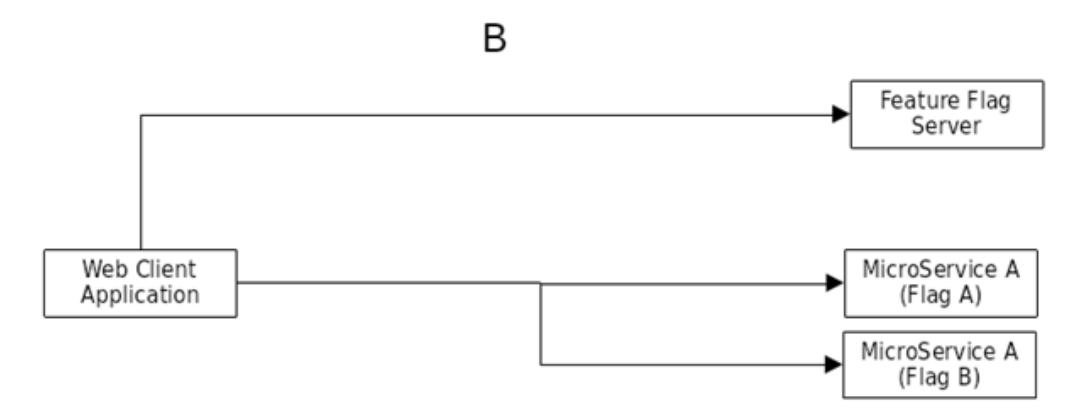 B
Feature Flag
Server
Web Client
Application
MicroService A
(Flag A)
MicroService A
(Flag B)